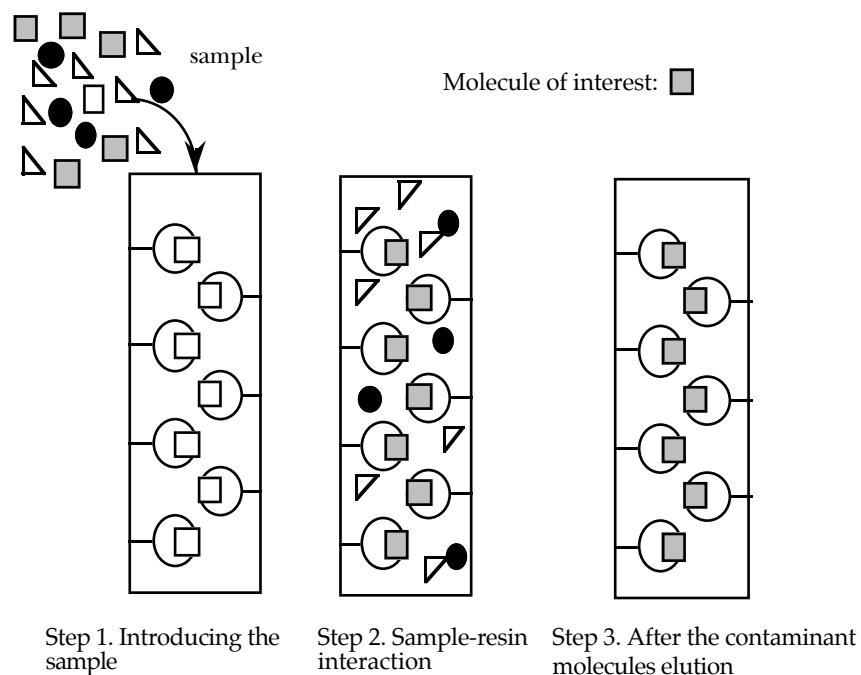 sample
Molecule of interest:
Step 1. Introducing the
sample
Step 2. Sample-resin
interaction
Step 3. After the contaminant
molecules elution